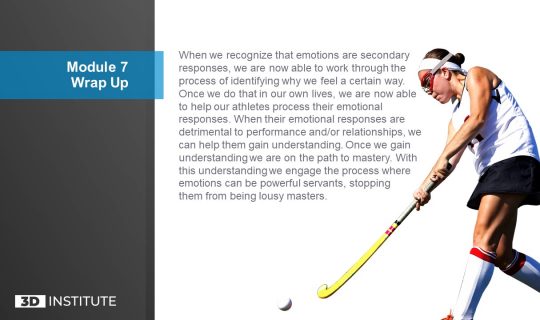 Module 7
Wrap Up
When we recognize that emotions are secondary
responses, we are now able to work through the
process of identifying why we feel a certain way.
Once we do that in our own lives, we are now able
to help our athletes process their emotional
responses. When their emotional responses are
detrimental to performance and/or relationships, we
can help them gain understanding. Once we gain
understanding we are on the path to mastery. With
this understanding we engage the process where
emotions can be powerful servants, stopping
them from being lousy masters.
3D INSTITUTE